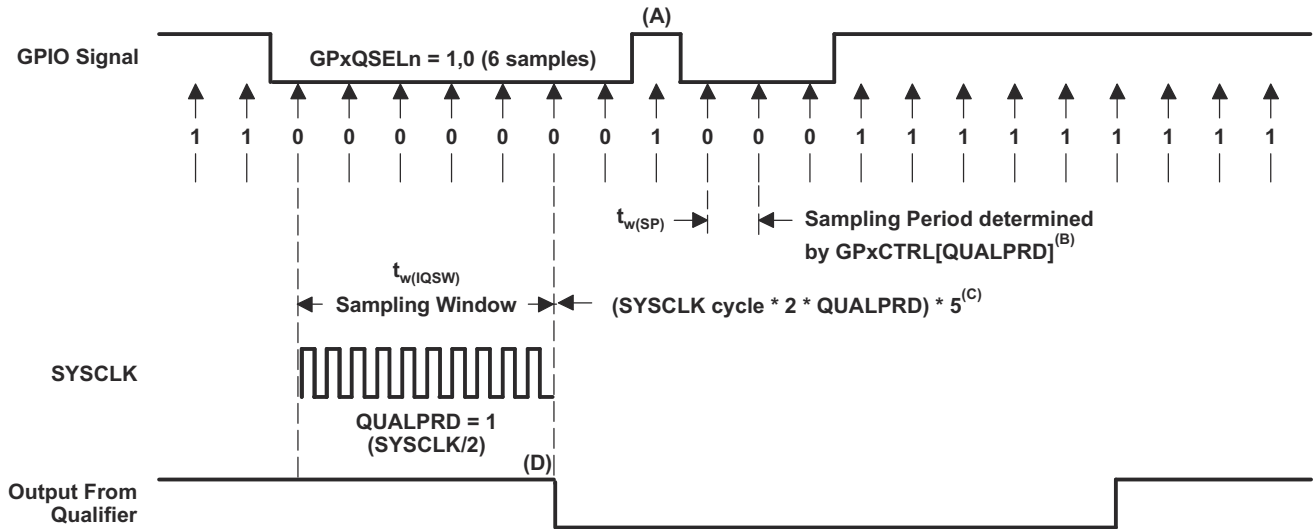 (A)
GPIO Signal
GPxQSELn = 1,0 (6 samples)
1 1 0 0 0 0 0 0 0 1 0 0 0 1 1 1 1 1 1 1 1 1
tw(SP)
Sampling Period determined
by GPxCTRL[QUALPRD](B)
tw(IQSW)
Sampling Window
(SYSCLK cycle * 2 * QUALPRD) * 5(C)
SYSCLK
QUALPRD = 1
(SYSCLK/2)
(D)
Output From
Qualifier